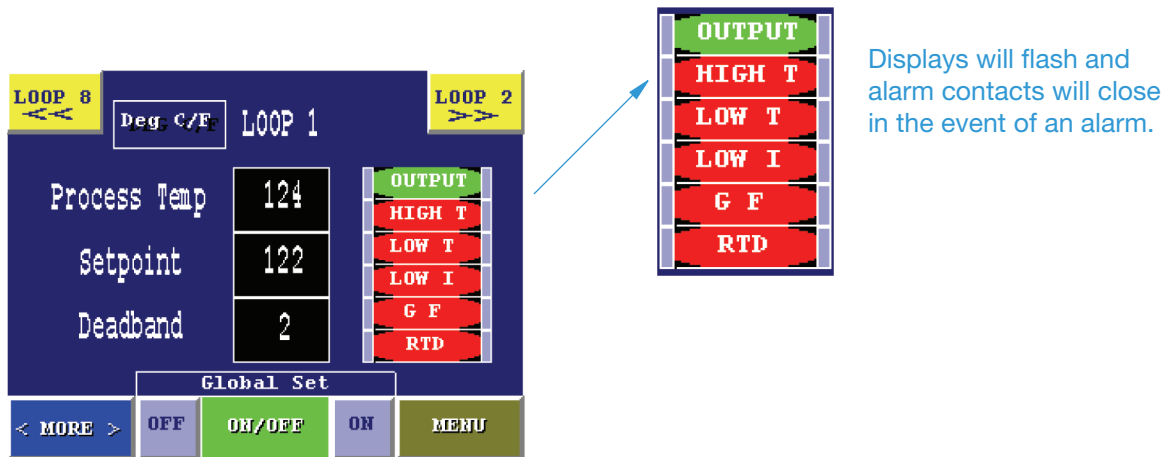 LOOP 8
<<
Deg C/F
LOOP 1
LOOP 2
>>
Process Temp
124
Setpoint
122
Deadband
2
OUTPUT
HIGH T
LOW T
LOW I
G F
RTD
Global Set
< MORE >
OFF
ON/OFF
ON
MENU
OUTPUT
HIGH T
LOW T
LOW I
G F
RTD
Displays will flash and
alarm contacts will close
in the event of an alarm.